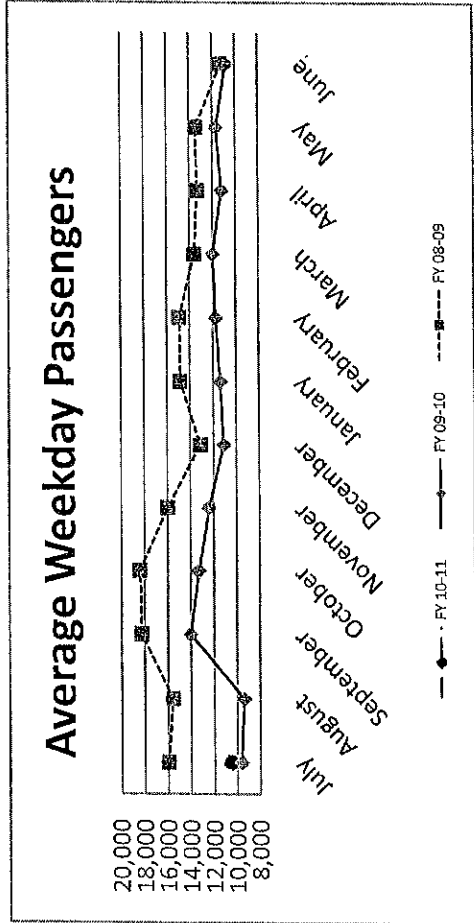 Average Weekday Passengers
20,000
18,000
16,000
14,000
12,000
10,000
8,000
July
August
September
October
November
December
January
February
March
April
May
June
FY 10-11
FY 09-10
FY 08-09